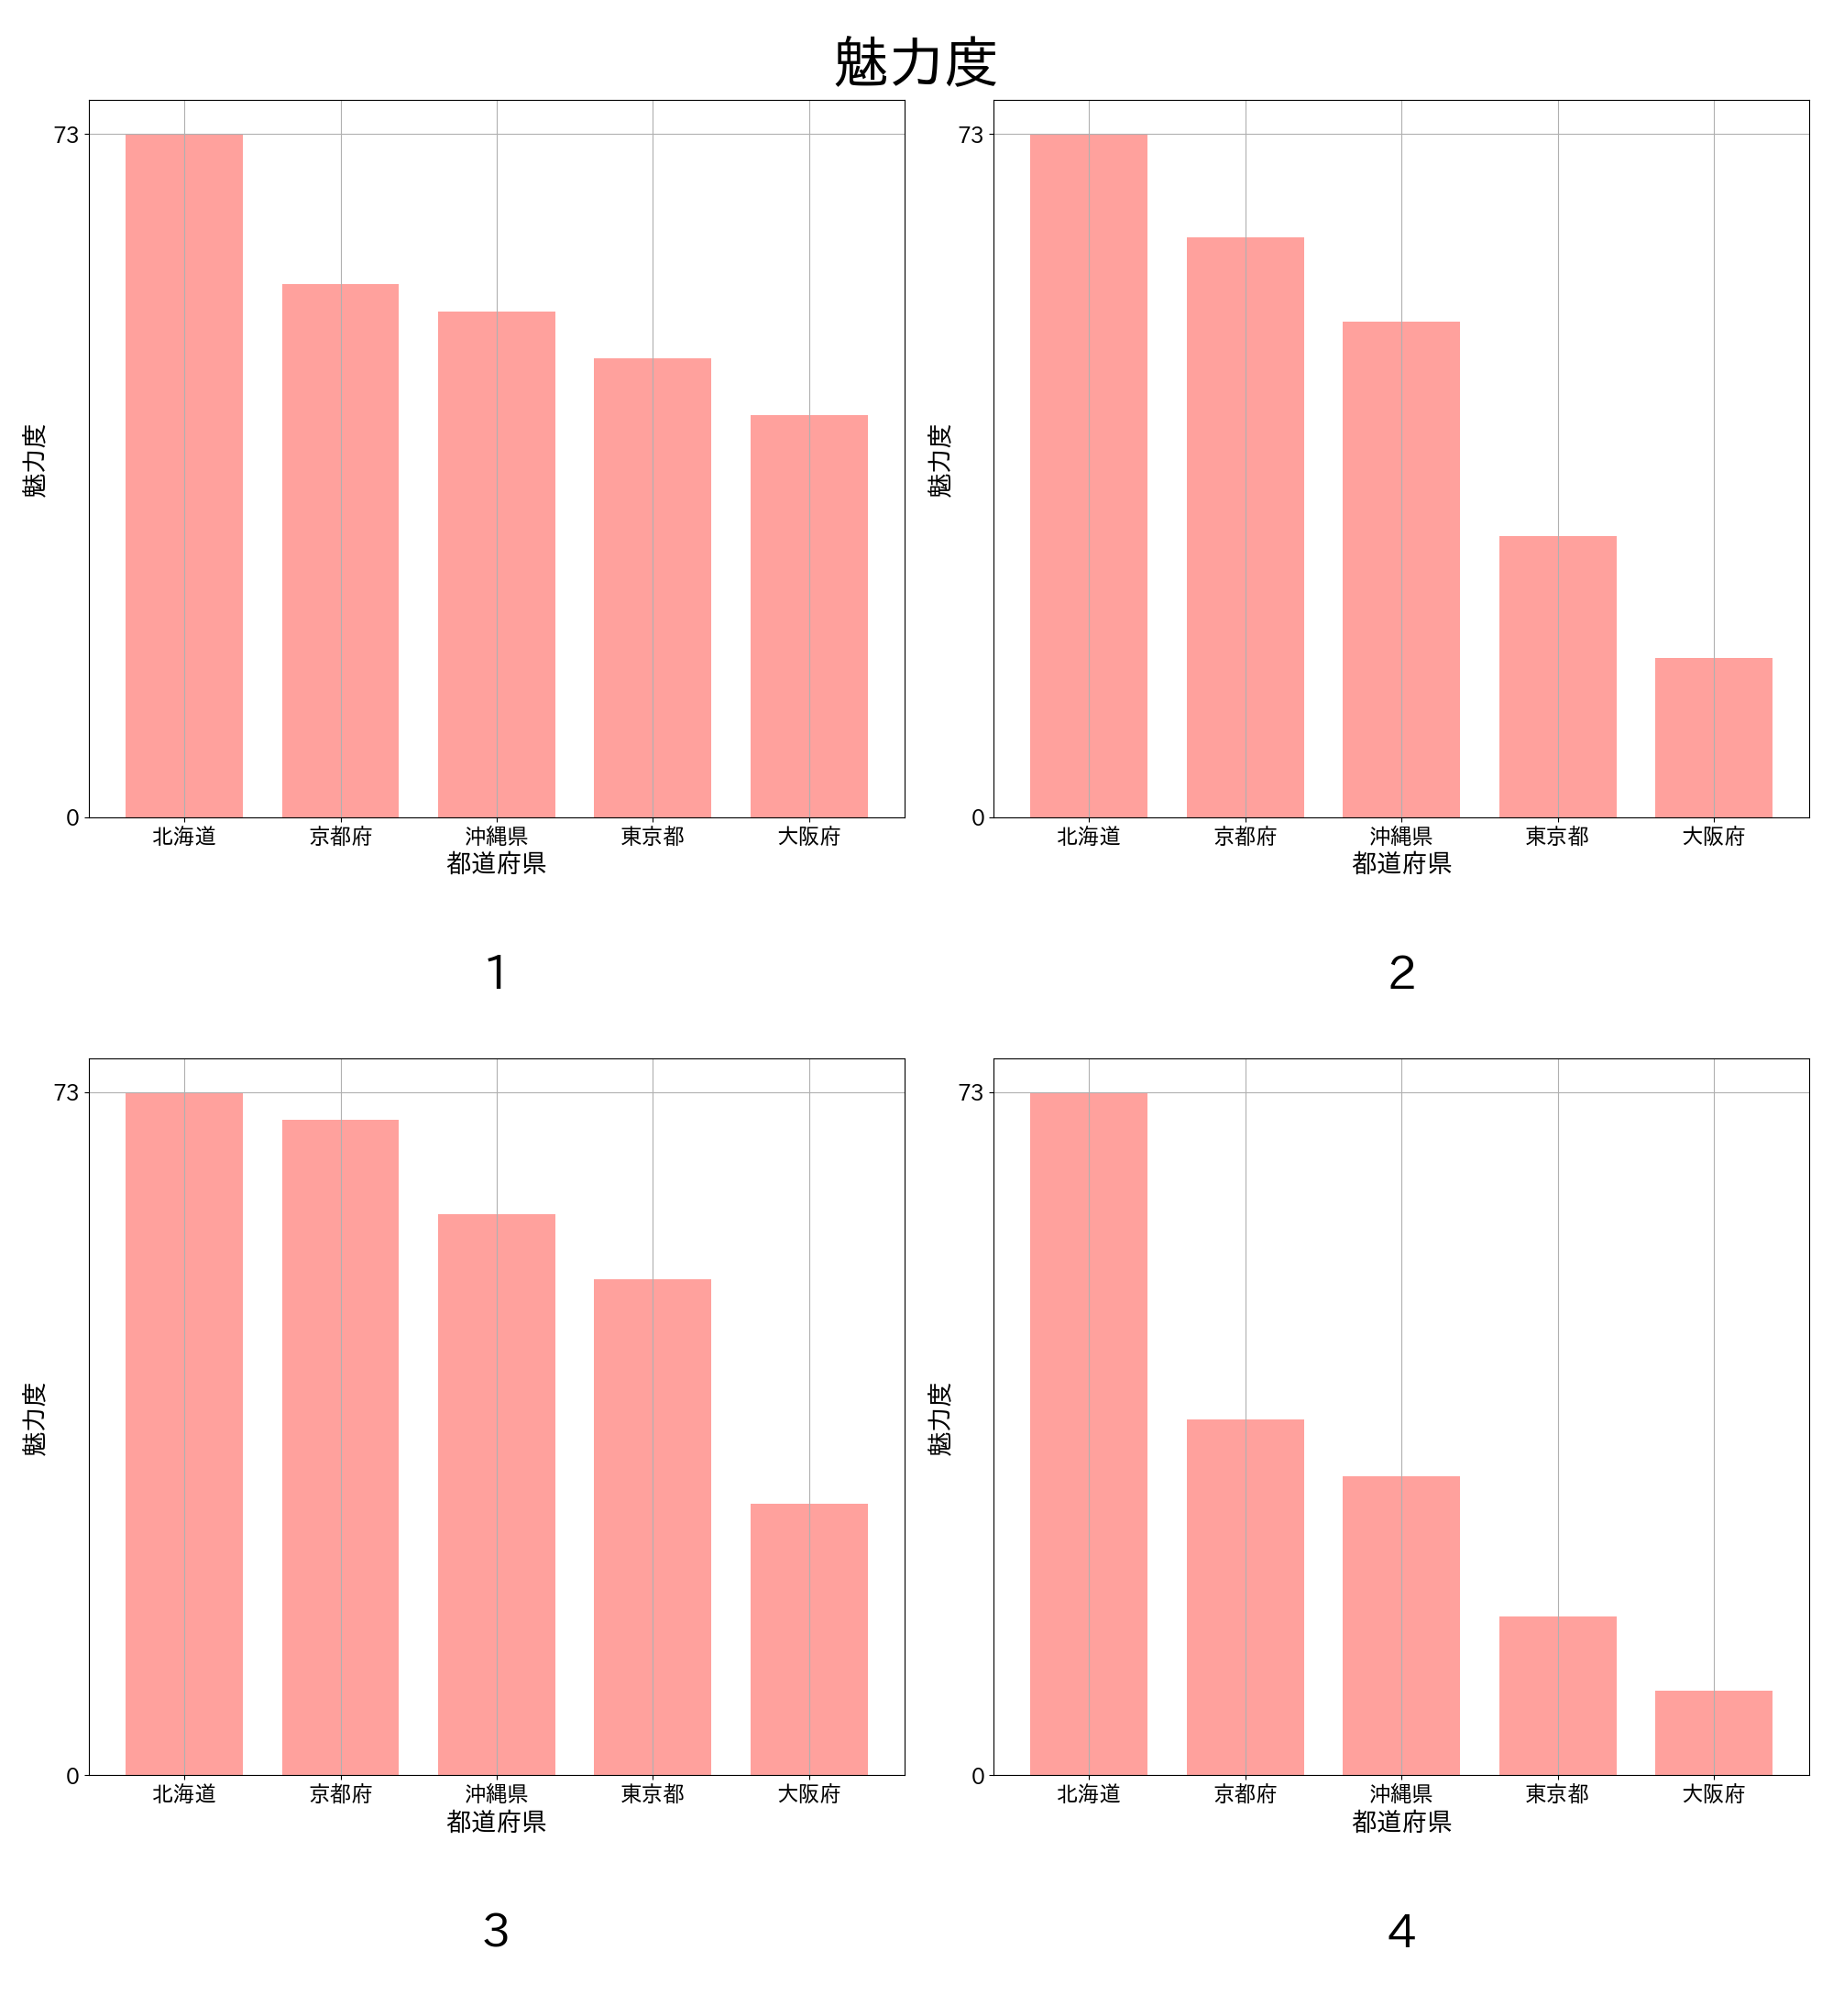 魅力度
73
0
魅力度
北海道 京都府 沖縄県 東京都 大阪府
都道府県
1
73
0
魅力度
北海道 京都府 沖縄県 東京都 大阪府
都道府県
2
73
0
魅力度
北海道 京都府 沖縄県 東京都 大阪府
都道府県
3
73
0
魅力度
北海道 京都府 沖縄県 東京都 大阪府
都道府県
4